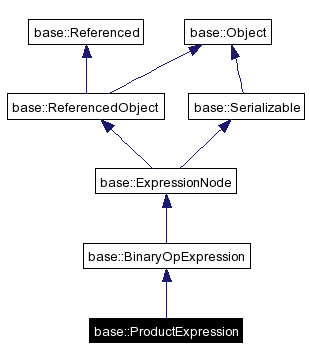 base::Referenced
base::Object
base::ReferencedObject
base::Serializable
base::ExpressionNode
base::BinaryOpExpression
base::ProductExpression